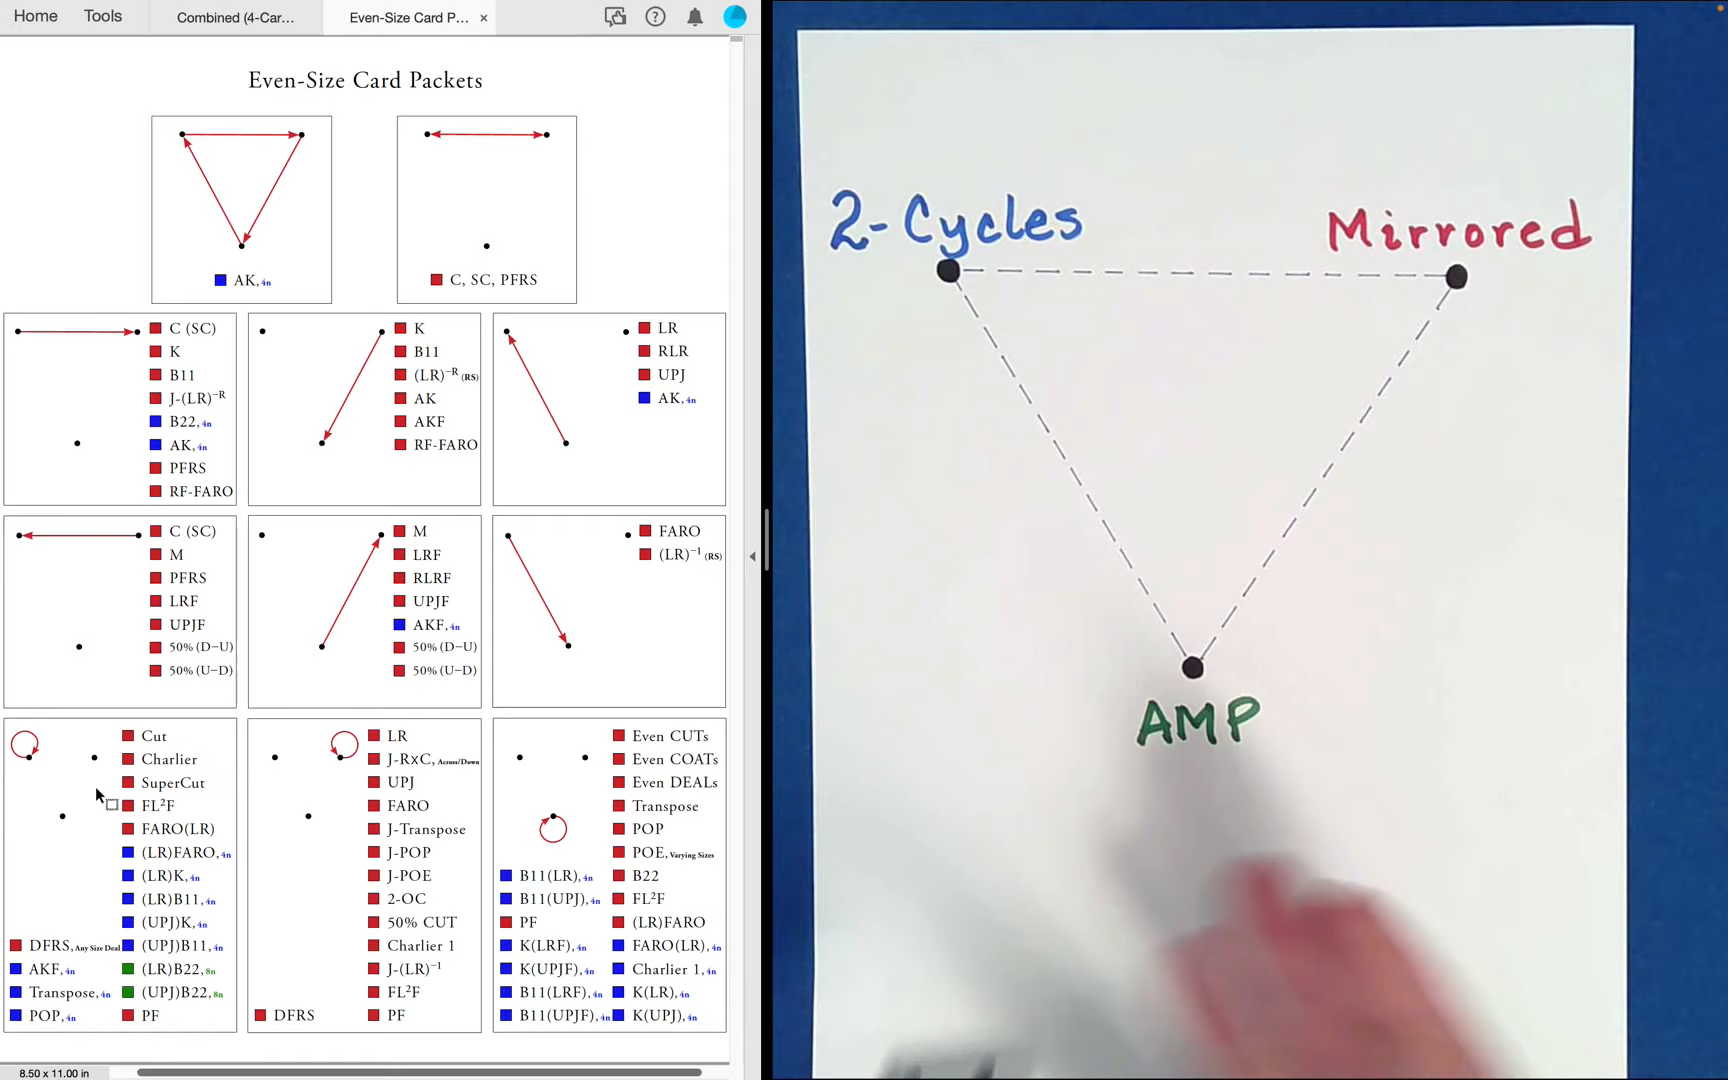 Home Tools Combined (4-Car... Even-Size Card P... ×
Even-Size Card Packets
AK, 4n
C, SC, PFRS
C (SC)
K
B11
J-(LR)⁻ᴿ
B22, 4n
AK, 4n
PFRS
RF-FARO
K
B11
(LR)⁻ᴿ (RS)
AK
AKF
RF-FARO
LR
RLR
UPJ
AK, 4n
C (SC)
M
PFRS
LRF
UPJF
50% (D–U)
50% (U–D)
M
LRF
RLRF
UPJF
AKF, 4n
50% (D–U)
50% (U–D)
FARO
(LR)⁻¹ (RS)
Cut
Charlier
SuperCut
FL²F
FARO(LR)
(LR)FARO, 4n
(LR)K, 4n
(LR)B11, 4n
(UPJ)K, 4n
DFRS, Any Size Deal (UPJ)B11, 4n
AKF, 4n (LR)B22, 8n
Transpose, 4n (UPJ)B22, 8n
POP, 4n PF
LR
J-RxC, Across/Down
UPJ
FARO
J-Transpose
J-POP
J-POE
2-OC
50% CUT
Charlier 1
J-(LR)⁻¹
FL²F
DFRS PF
Even CUTs
Even COATs
Even DEALs
Transpose
POP
POE, Varying Sizes
B11(LR), 4n B22
B11(UPJ), 4n FL²F
PF (LR)FARO
K(LRF), 4n FARO(LR), 4n
K(UPJF), 4n Charlier 1, 4n
B11(LRF), 4n K(LR), 4n
B11(UPJF), 4n K(UPJ), 4n
8.50 x 11.00 in
2-Cycles
Mirrored
AMP